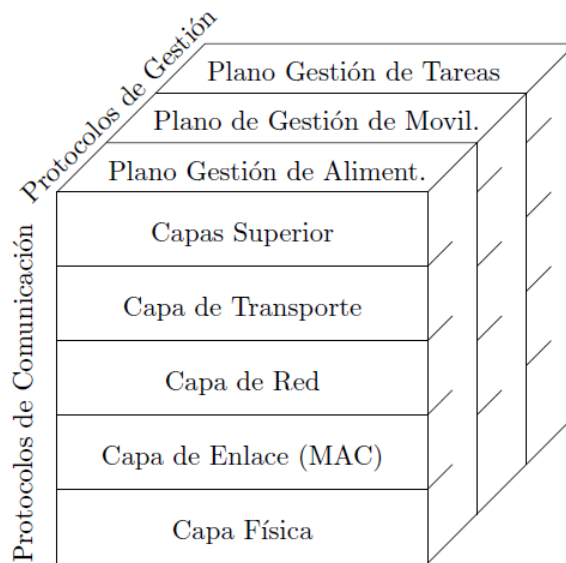 Protocolos de Gestión
Plano Gestión de Tareas
Plano de Gestión de Movil.
Plano Gestión de Aliment.
Protocolos de Comunicación
Capas Superior
Capa de Transporte
Capa de Red
Capa de Enlace (MAC)
Capa Física